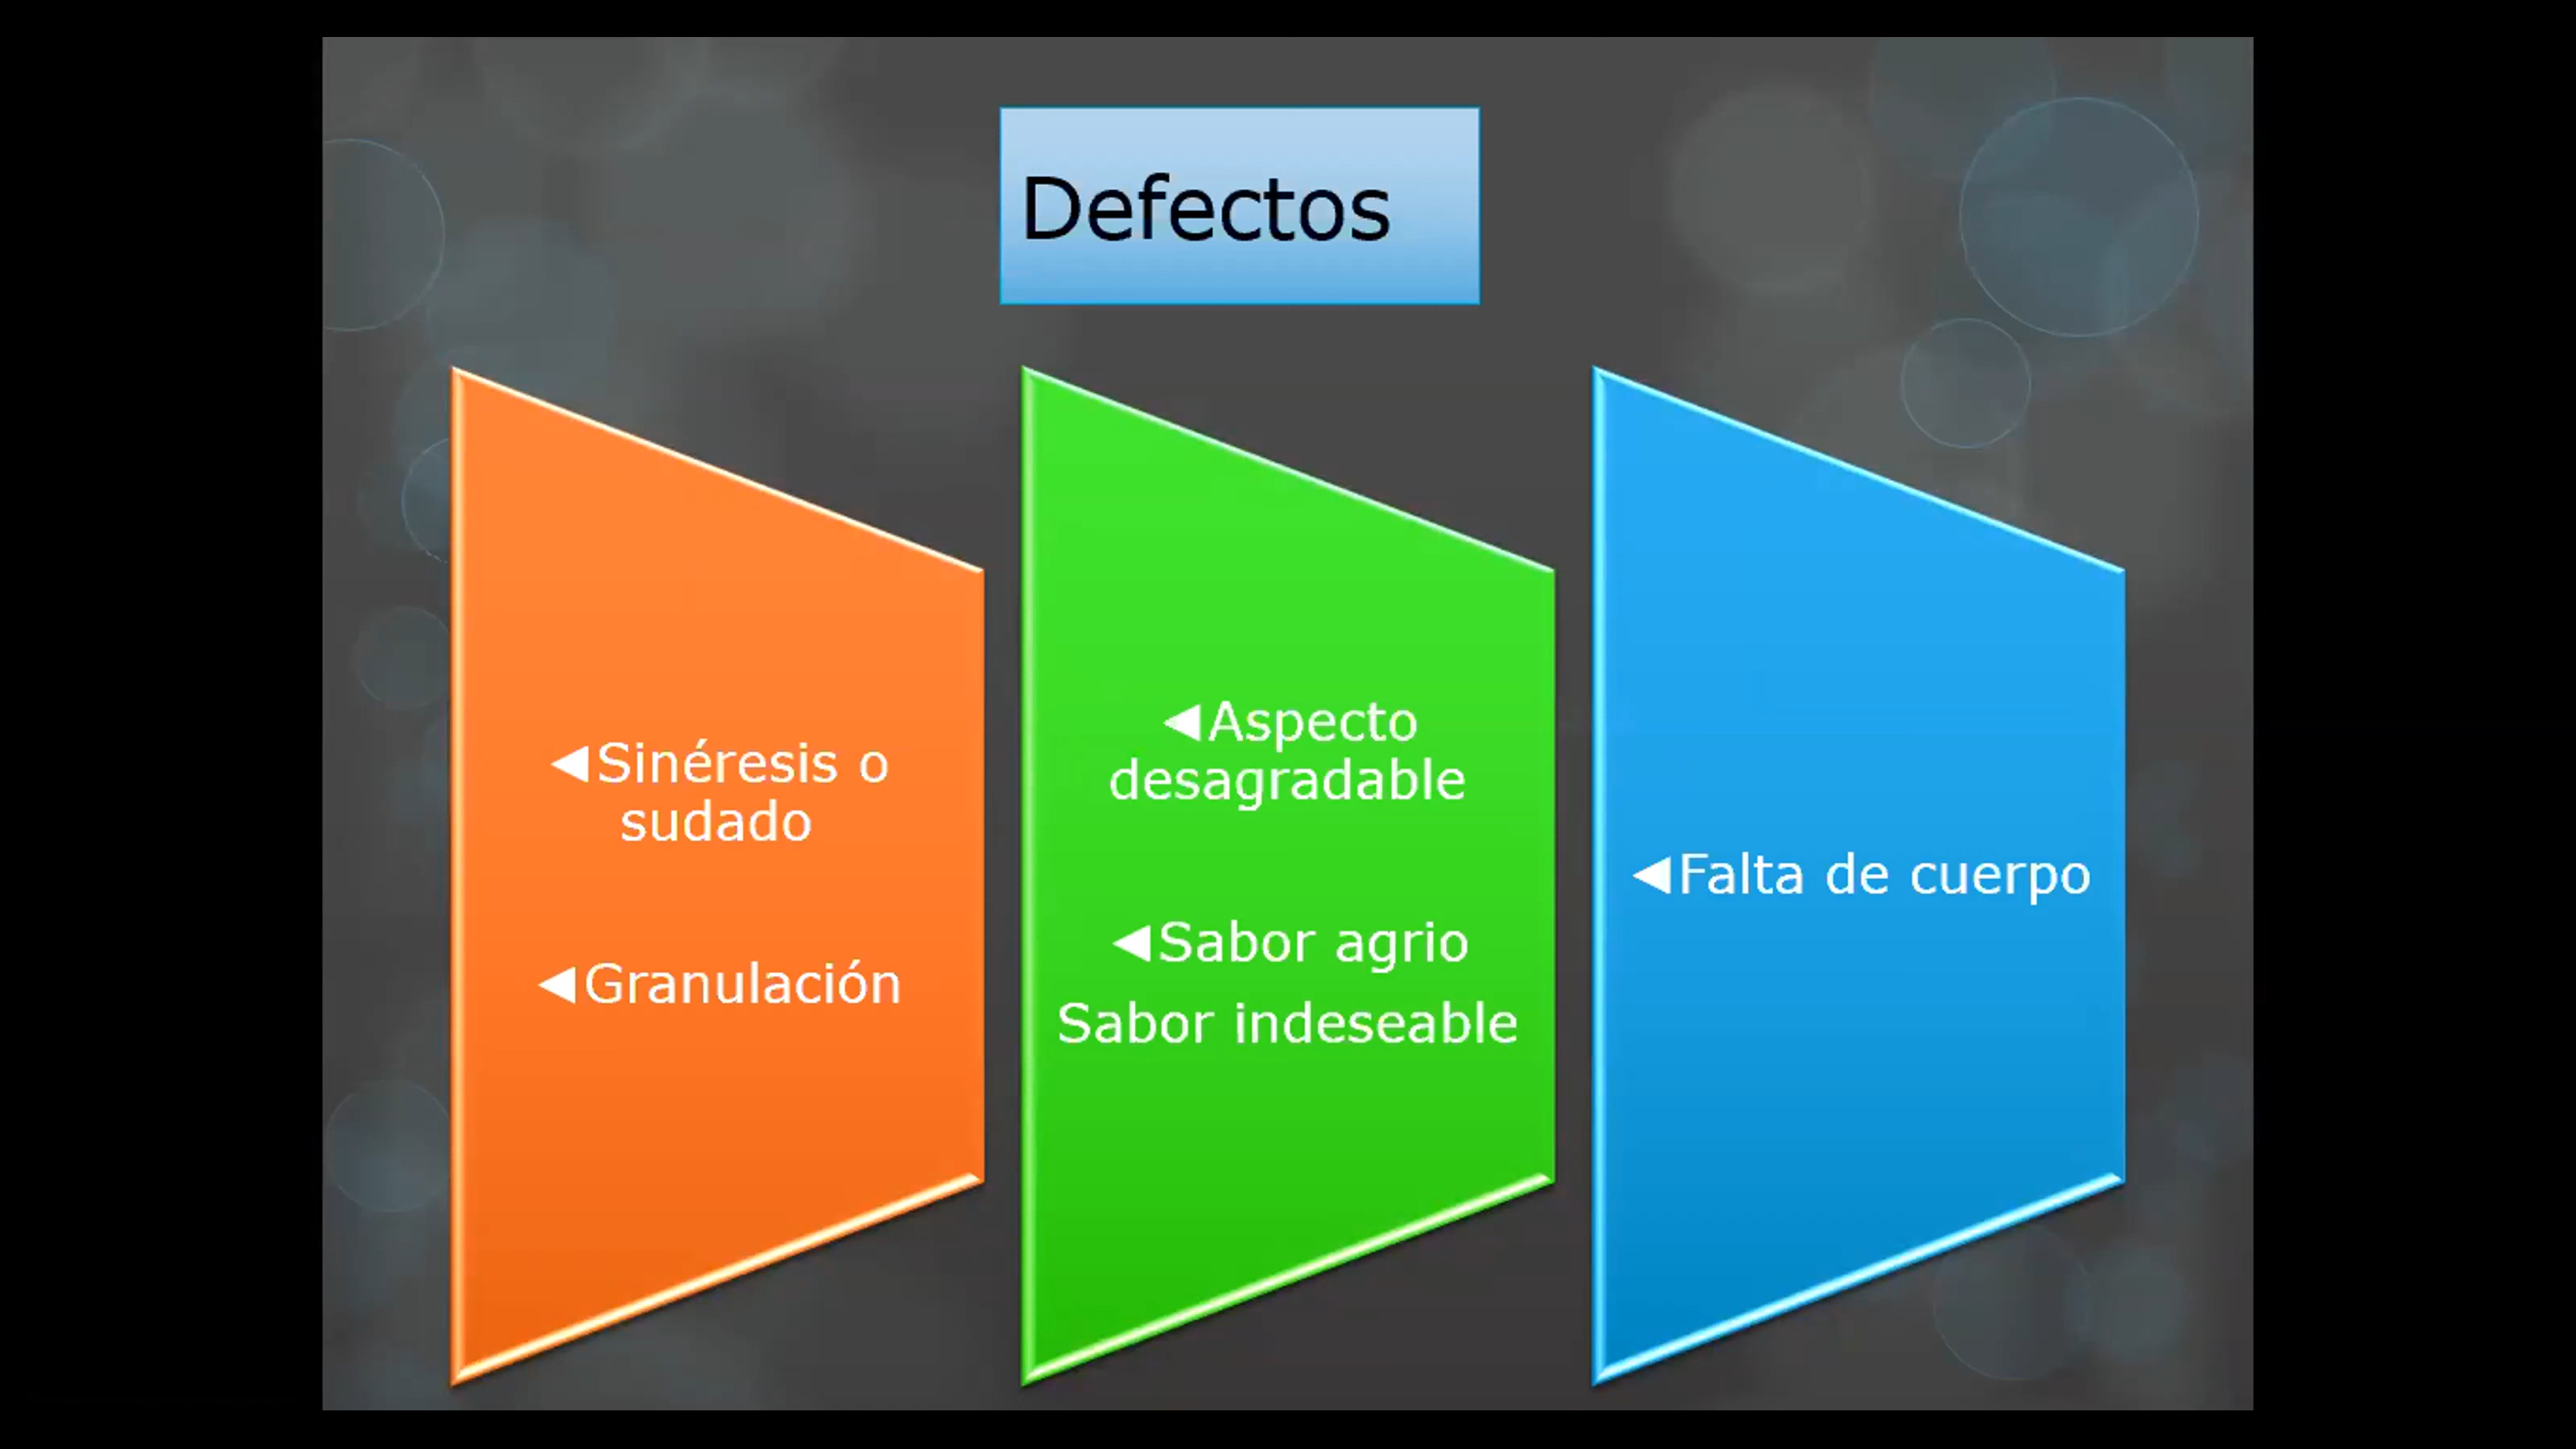 Defectos
◄Sinéresis o
sudado
◄Granulación
◄Aspecto
desagradable
◄Sabor agrio
Sabor indeseable
◄Falta de cuerpo